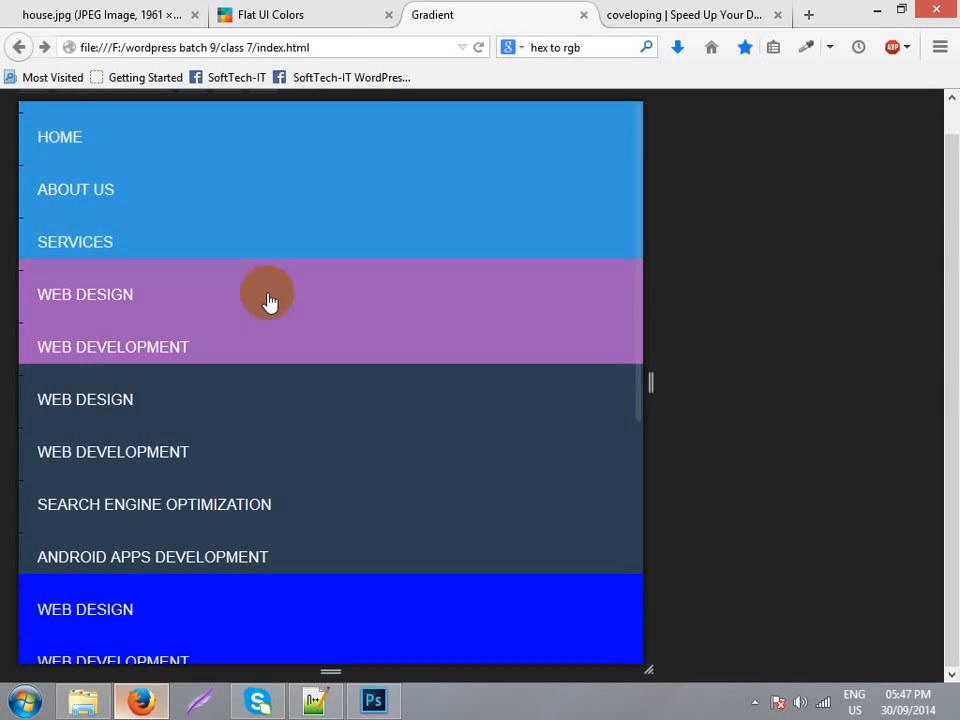 house.jpg (JPEG Image, 1961 ×...
Flat UI Colors
Gradient
coveloping | Speed Up Your D...
file:///F:/wordpress batch 9/class 7/index.html
hex to rgb
Most Visited
Getting Started
SoftTech-IT
SoftTech-IT WordPres...
HOME
ABOUT US
SERVICES
WEB DESIGN
WEB DEVELOPMENT
WEB DESIGN
WEB DEVELOPMENT
SEARCH ENGINE OPTIMIZATION
ANDROID APPS DEVELOPMENT
WEB DESIGN
WEB DEVELOPMENT
Ps
ENG
US
05:47 PM
30/09/2014